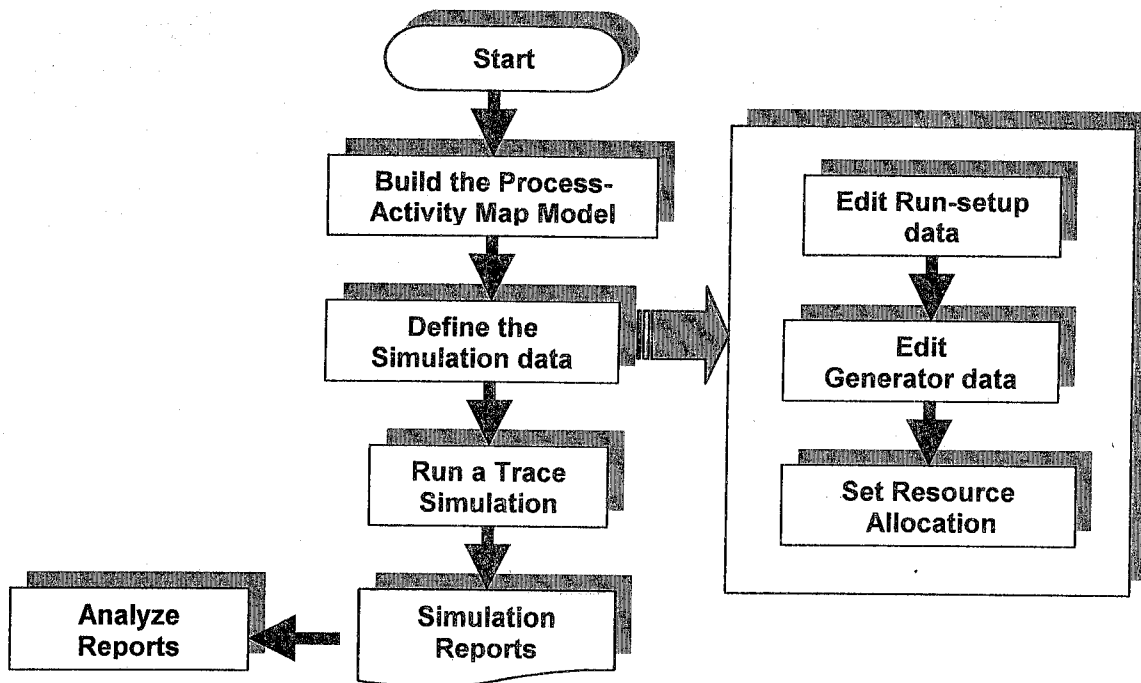 Start
Build the Process-
Activity Map Model
Define the
Simulation data
Run a Trace
Simulation
Simulation
Reports
Analyze
Reports
Edit Run-setup
data
Edit
Generator data
Set Resource
Allocation